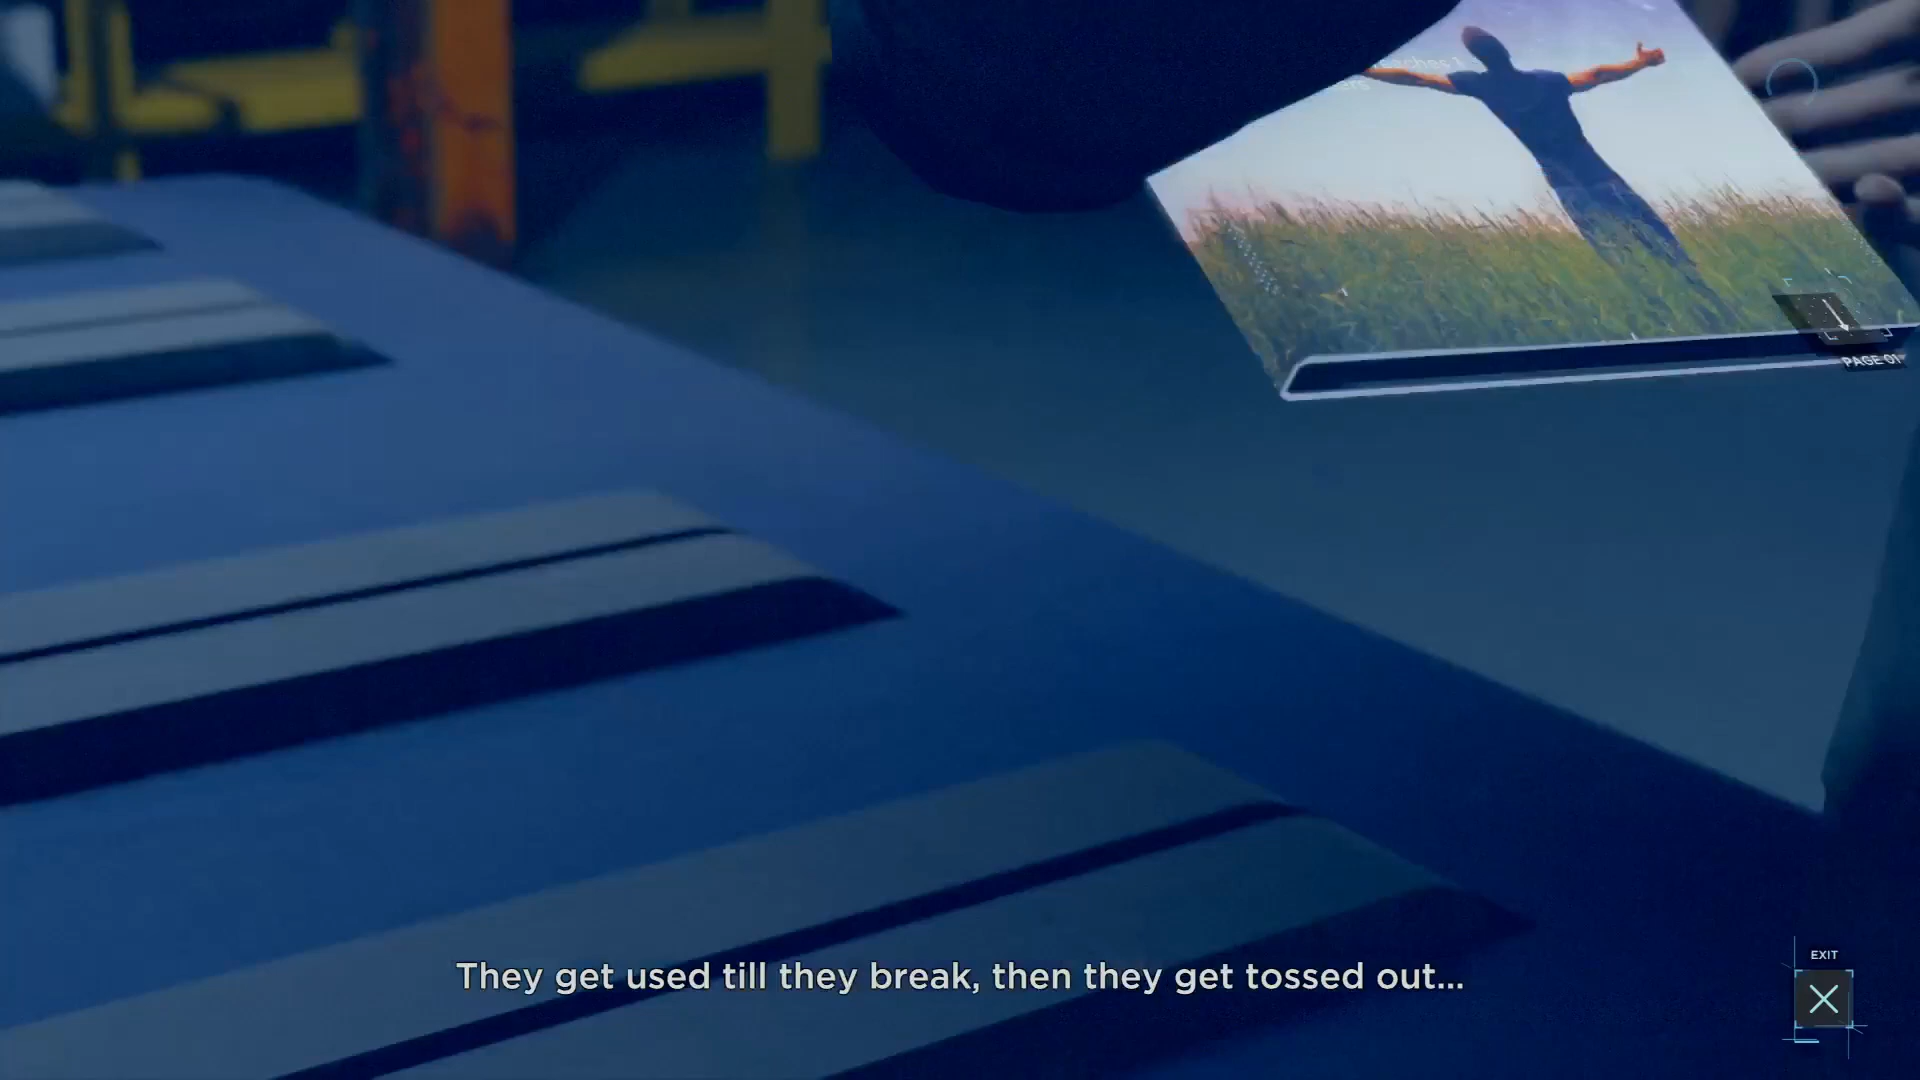 PAGE 01
They get used till they break, then they get tossed out...
EXIT